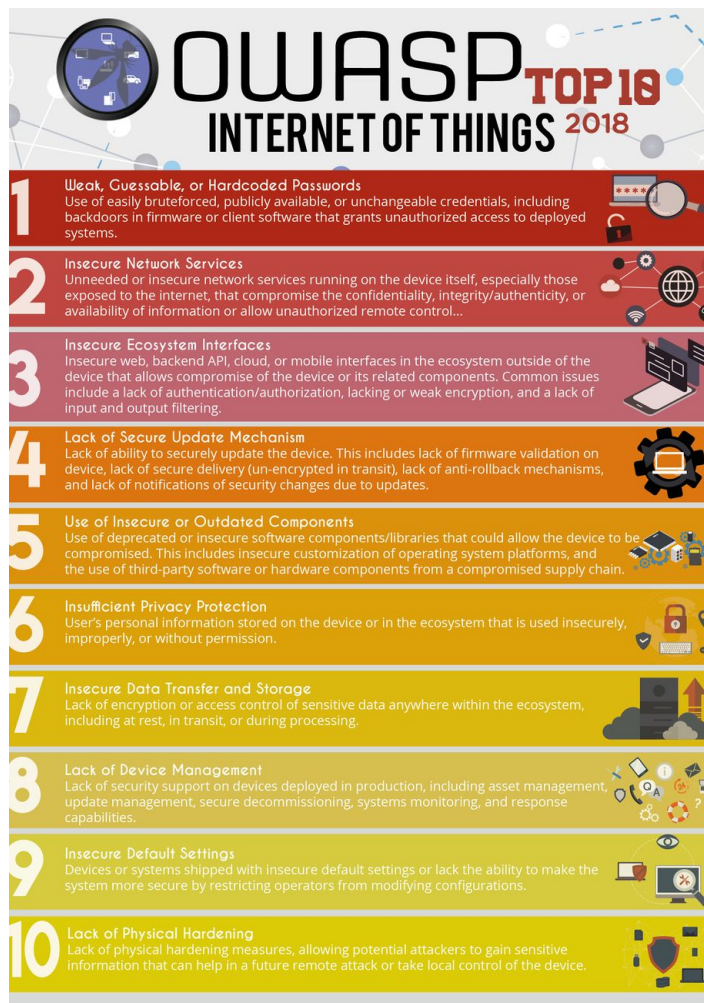 OWASP TOP 10
INTERNET OF THINGS 2018
1
Weak, Guessable, or Hardcoded Passwords
Use of easily bruteforced, publicly available, or unchangeable credentials, including
backdoors in firmware or client software that grants unauthorized access to deployed
systems.
****
2
Insecure Network Services
Unneeded or insecure network services running on the device itself, especially those
exposed to the internet, that compromise the confidentiality, integrity/authenticity, or
availability of information or allow unauthorized remote control...
3
Insecure Ecosystem Interfaces
Insecure web, backend API, cloud, or mobile interfaces in the ecosystem outside of the
device that allows compromise of the device or its related components. Common issues
include a lack of authentication/authorization, lacking or weak encryption, and a lack of
input and output filtering.
4
Lack of Secure Update Mechanism
Lack of ability to securely update the device. This includes lack of firmware validation on
device, lack of secure delivery (un-encrypted in transit), lack of anti-rollback mechanisms,
and lack of notifications of security changes due to updates.
5
Use of Insecure or Outdated Components
Use of deprecated or insecure software components/libraries that could allow the device to be
compromised. This includes insecure customization of operating system platforms, and
the use of third-party software or hardware components from a compromised supply chain.
6
Insufficient Privacy Protection
User's personal information stored on the device or in the ecosystem that is used insecurely,
improperly, or without permission.
7
Insecure Data Transfer and Storage
Lack of encryption or access control of sensitive data anywhere within the ecosystem,
including at rest, in transit, or during processing.
8
Lack of Device Management
Lack of security support on devices deployed in production, including asset management,
update management, secure decommissioning, systems monitoring, and response
capabilities.
i
Q A
24
?
9
Insecure Default Settings
Devices or systems shipped with insecure default settings or lack the ability to make the
system more secure by restricting operators from modifying configurations.
10
Lack of Physical Hardening
Lack of physical hardening measures, allowing potential attackers to gain sensitive
information that can help in a future remote attack or take local control of the device.